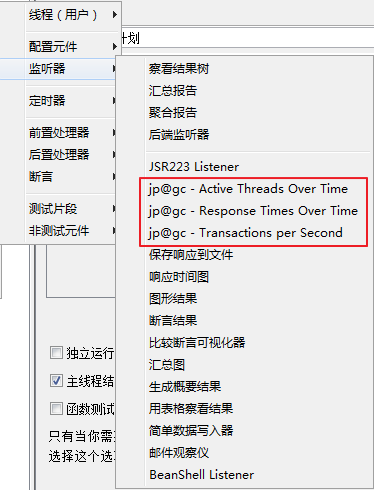 线程（用户）
配置元件
监听器
定时器
前置处理器
后置处理器
断言
测试片段
非测试元件
计划
察看结果树
汇总报告
聚合报告
后端监听器
JSR223 Listener
jp@gc - Active Threads Over Time
jp@gc - Response Times Over Time
jp@gc - Transactions per Second
保存响应到文件
响应时间图
图形结果
断言结果
比较断言可视化器
汇总图
生成概要结果
用表格察看结果
简单数据写入器
邮件观察仪
BeanShell Listener
独立运行
主线程结
函数测试
只有当你需
选择这个选